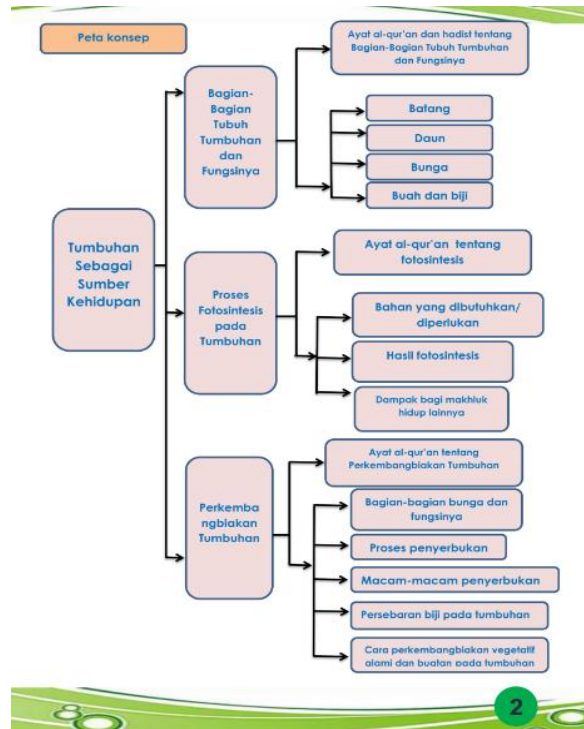 Peta konsep
Ayat al-qur'an dan hadist tentang
Bagian-Bagian Tubuh Tumbuhan
dan Fungsinya
Bagian-
Bagian
Tubuh
Tumbuhan
dan
Fungsinya
Batang
Daun
Bunga
Buah dan biji
Tumbuhan
Sebagai
Sumber
Kehidupan
Proses
Fotosintesis
pada
Tumbuhan
Ayat al-qur'an tentang
fotosintesis
Bahan yang dibutuhkan/
diperlukan
Hasil fotosintesis
Dampak bagi makhluk
hidup lainnya
Perkemba
ngbiakan
Tumbuhan
Ayat al-qur'an tentang
Perkembangbiakan Tumbuhan
Bagian-bagian bunga dan
fungsinya
Proses penyerbukan
Macam-macam penyerbukan
Persebaran biji pada tumbuhan
Cara perkembangbiakan vegetatif
alami dan buatan pada tumbuhan
2